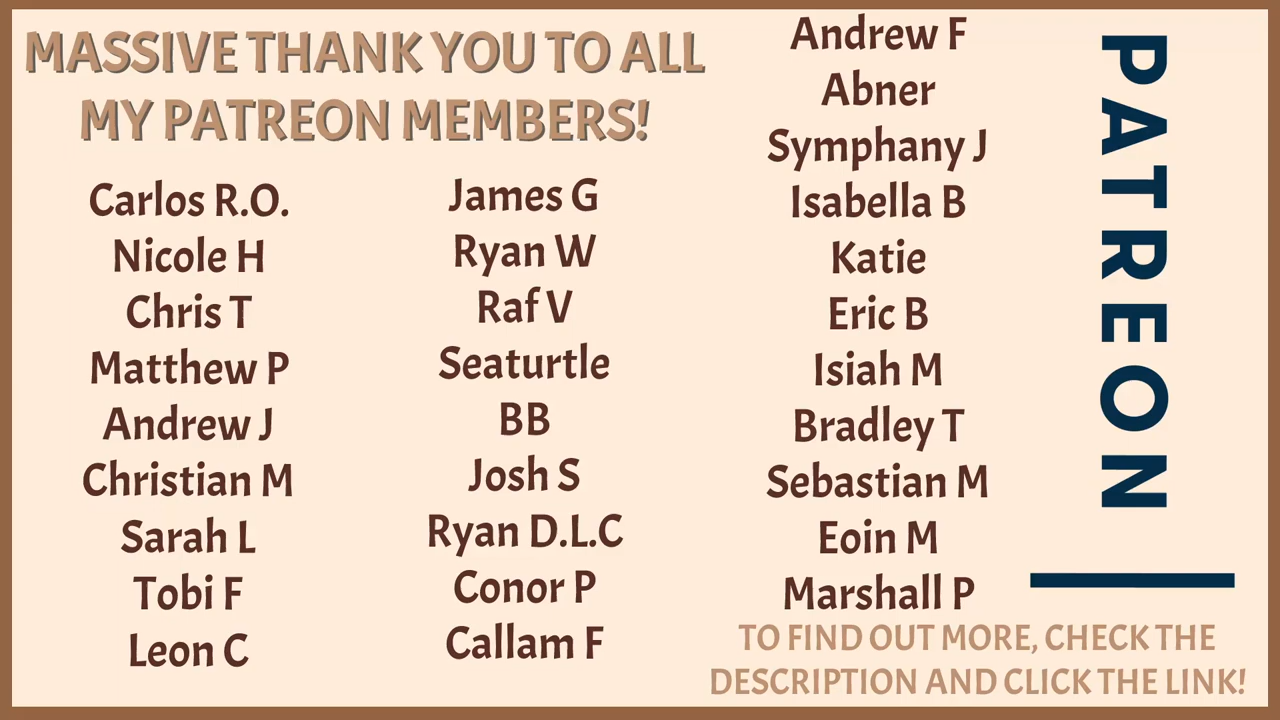 MASSIVE THANK YOU TO ALL
MY PATREON MEMBERS!
Carlos R.O.
Nicole H
Chris T
Matthew P
Andrew J
Christian M
Sarah L
Tobi F
Leon C
James G
Ryan W
Raf V
Seaturtle
BB
Josh S
Ryan D.L.C
Conor P
Callam F
Andrew F
Abner
Symphany J
Isabella B
Katie
Eric B
Isiah M
Bradley T
Sebastian M
Eoin M
Marshall P
PATREON
TO FIND OUT MORE, CHECK THE
DESCRIPTION AND CLICK THE LINK!